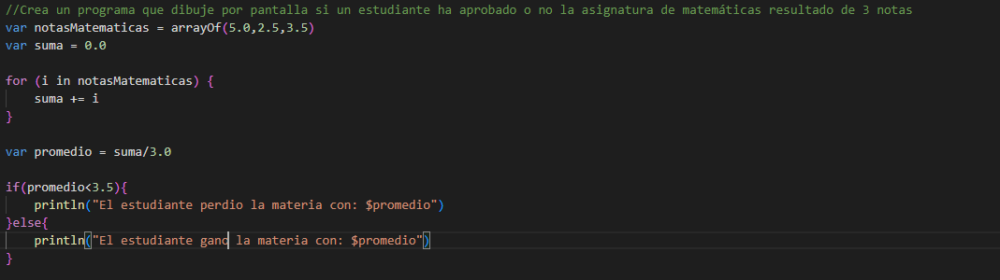 //Crea un programa que dibuje por pantalla si un estudiante ha aprobado o no la asignatura de matemáticas resultado de 3 notas
var notasMatematicas = arrayOf(5.0,2.5,3.5)
var suma = 0.0
for (i in notasMatematicas) {
suma += i
}
var promedio = suma/3.0
if(promedio<3.5){
println("El estudiante perdio la materia con: $promedio")
}else{
println("El estudiante gano la materia con: $promedio")
}